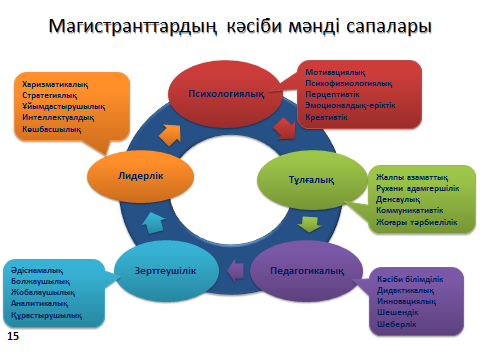 Магистранттардың кәсіби мәнді сапалары
Психологиялық
Мотивациялық
Психофизиологиялық
Перцептивтік
Эмоционалдық-еріктік
Креативтік
Тұлғалық
Жалпы азаматтық
Рухани адамгершілік
Денсаулық
Коммуникативтік
Жоғары тәрбиелілік
Педагогикалық
Кәсіби білімділік
Дидактикалық
Инновациялық
Шешендік
Шеберлік
Зерттеушілік
Әдіснамалық
Болжаушылық
Жобалаушылық
Аналитикалық
Құрастырушылық
Лидерлік
Харизматикалық
Стратегиялық
Ұйымдастырушылық
Интеллектуалдық
Көшбасшылық
15